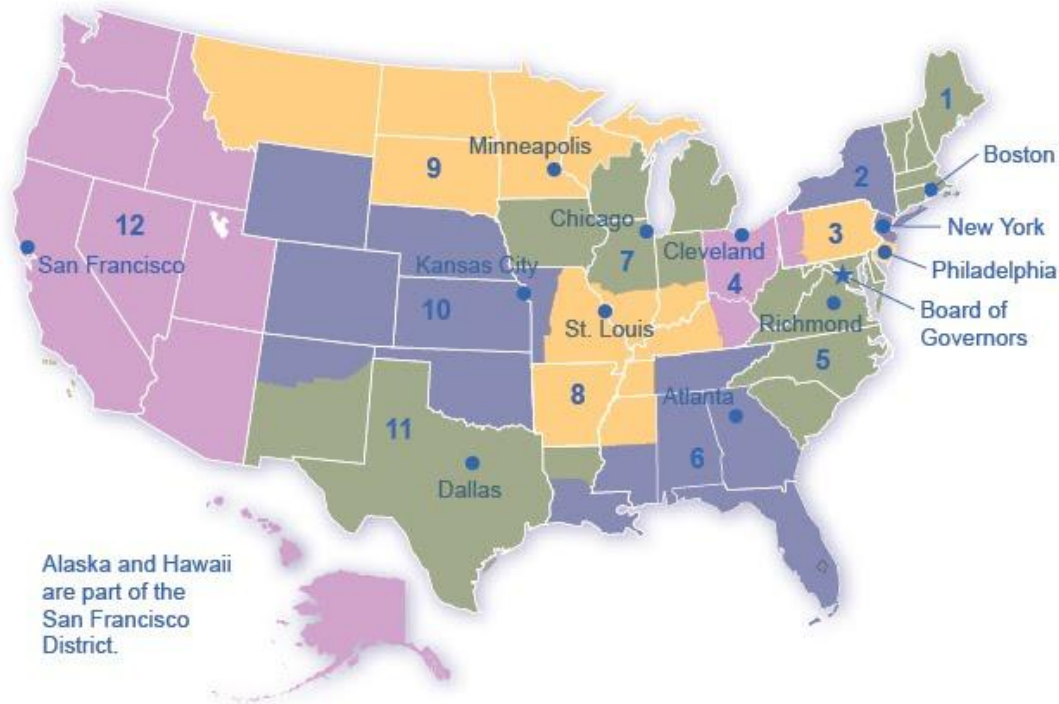 1
Boston
2
Minneapolis
9
New York
12
Chicago
3
San Francisco
Cleveland
Philadelphia
7
Kansas City
4
10
St. Louis
Richmond
Board of
Governors
5
8
Atlanta
11
6
Dallas
Alaska and Hawaii
are part of the
San Francisco
District.